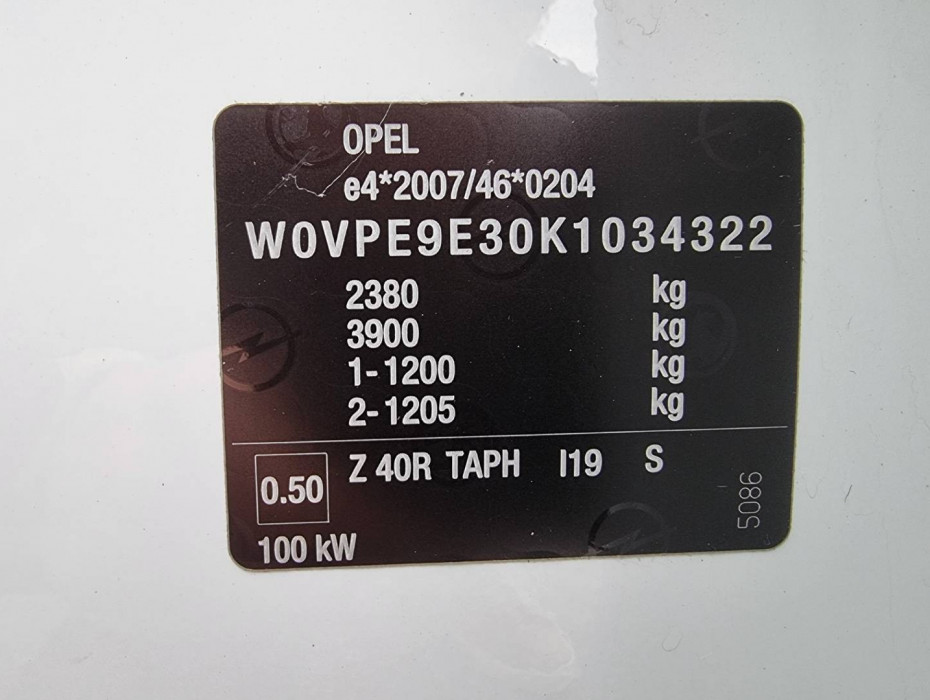 OPEL
e4*2007/46*0204
W0VPE9E30K1034322
2380 kg
3900 kg
1-1200 kg
2-1205 kg
0.50 Z 40R TAPH I19 S
100 kW
5086